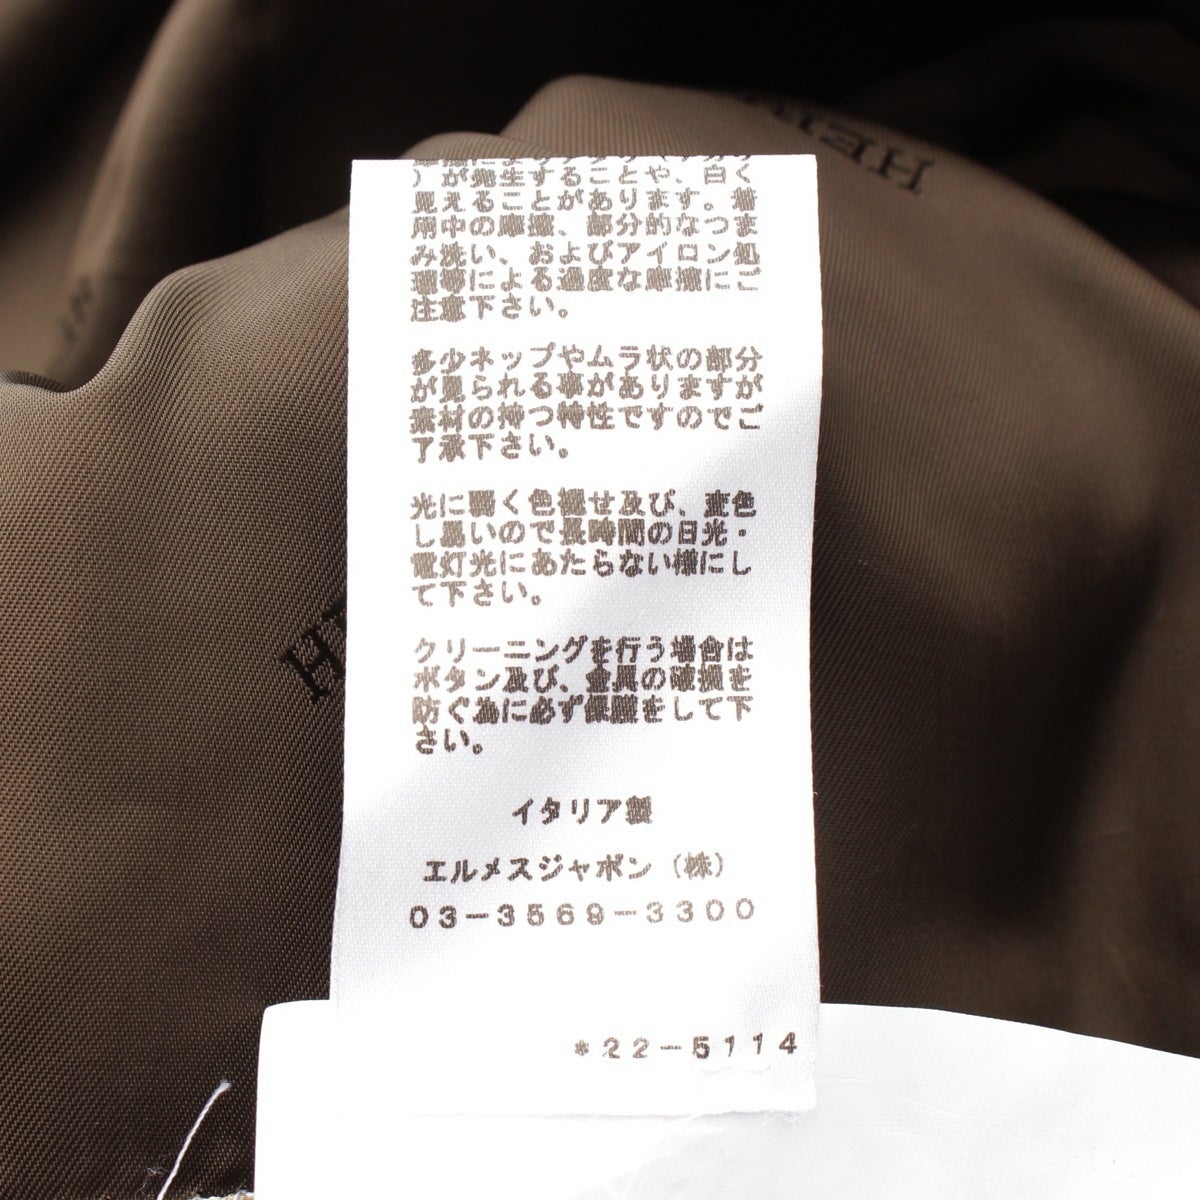 ）が発生することや、白く
見えることがあります。着
用中の摩擦、部分的なつま
み洗い、およびアイロン処
理等による過度な摩擦にご
注意下さい。
多少ネップやムラ状の部分
が見られる事がありますが
素材の持つ特性ですのでご
了承下さい。
光に弱く色褪せ及び、変色
し易いので長時間の日光・
電灯光にあたらない様にし
て下さい。
クリーニングを行う場合は
ボタン及び、金具の破損を
防ぐ為に必ず保護をして下
さい。
イタリア製
エルメスジャポン（株）
03-3569-3300
*22-5114